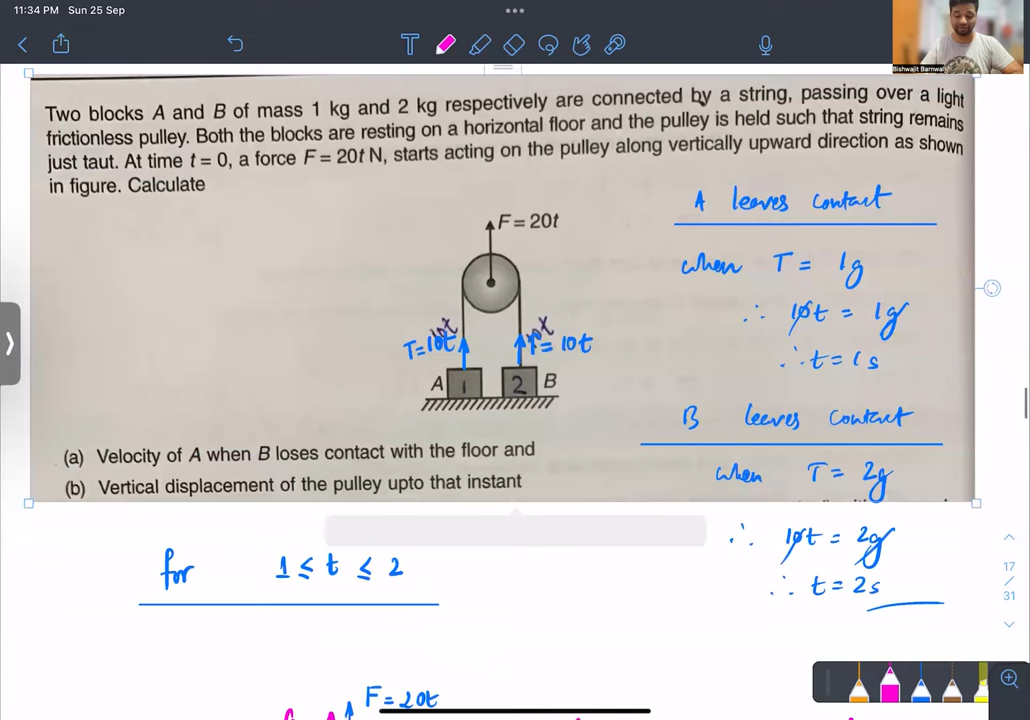 11:34 PM Sun 25 Sep
Bishwajit Barnwal
Two blocks A and B of mass 1 kg and 2 kg respectively are connected by a string, passing over a light
frictionless pulley. Both the blocks are resting on a horizontal floor and the pulley is held such that string remains
just taut. At time t = 0, a force F = 20t N, starts acting on the pulley along vertically upward direction as shown
in figure. Calculate
A leaves contact
F = 20t
when T = 1g
∴ 10t = 1g
T=10t
T= 10t
∴ t = 1s
A 1 2 B
B leaves contact
(a) Velocity of A when B loses contact with the floor and
when T = 2g
(b) Vertical displacement of the pulley upto that instant
∴ 10t = 2g
for 1 ≤ t ≤ 2
17
/
31
∴ t = 2s
F = 20t